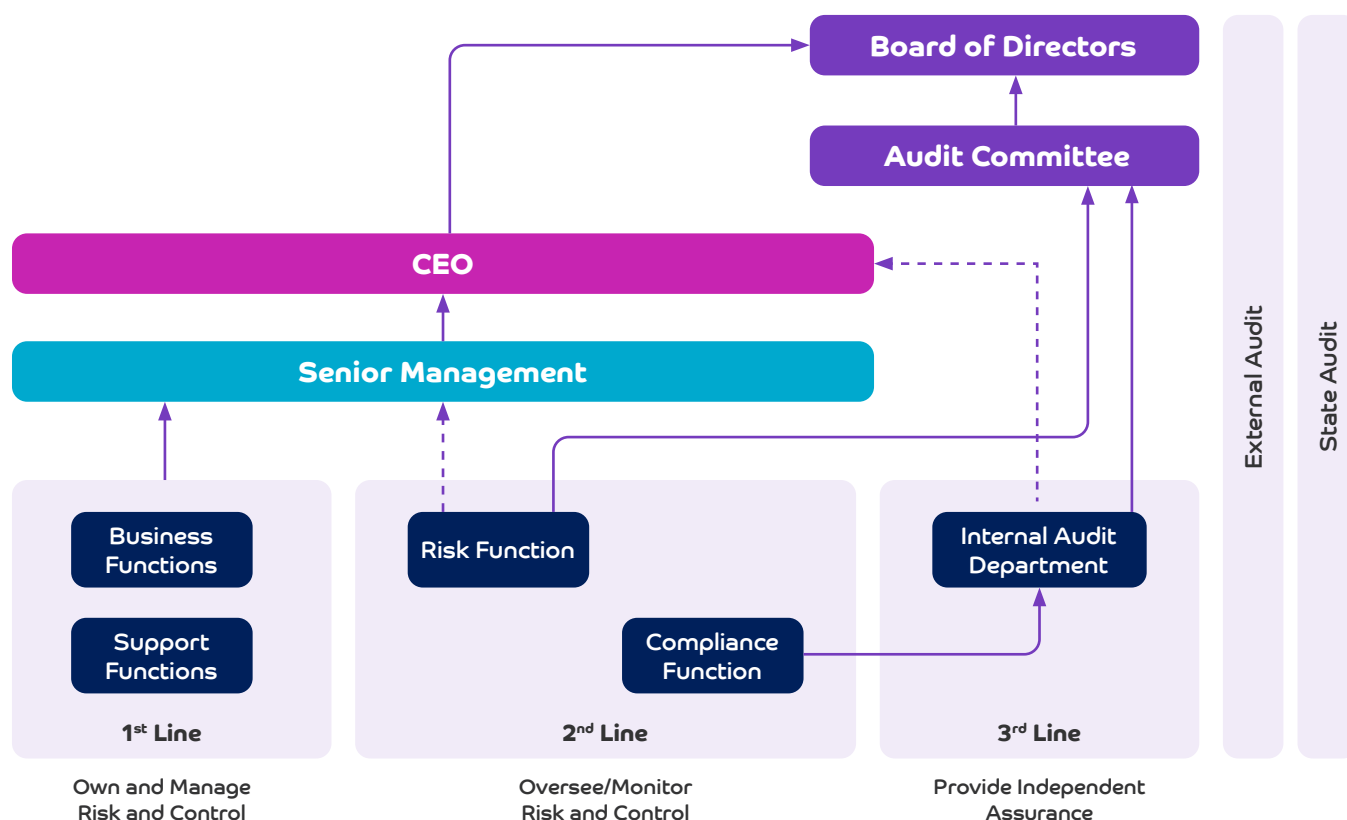 Board of Directors
Audit Committee
CEO
Senior Management
Business
Functions
Support
Functions
1st Line
Own and Manage
Risk and Control
Risk Function
Compliance
Function
2nd Line
Oversee/Monitor
Risk and Control
Internal Audit
Department
3rd Line
Provide Independent
Assurance
External Audit
State Audit